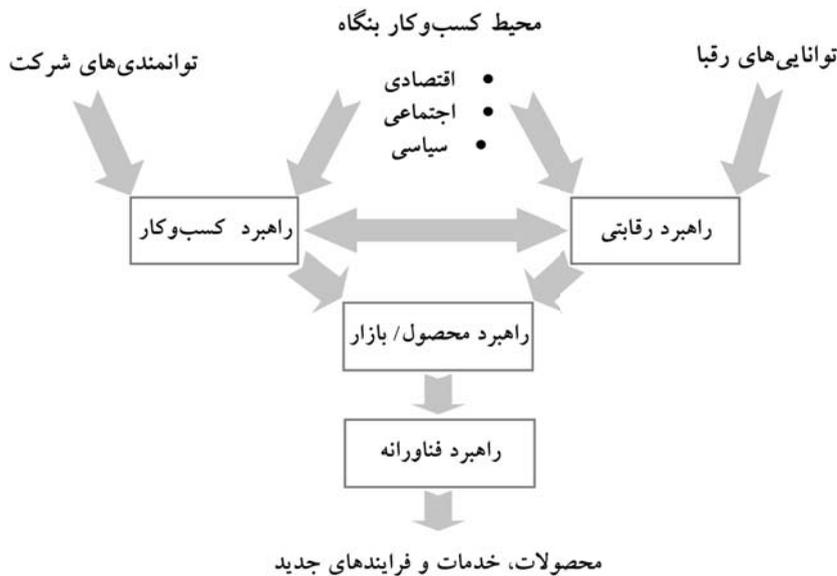 محیط کسب‌وکار بنگاه
توانایی‌های رقبا
توانمندی‌های شرکت
• اقتصادی
• اجتماعی
• سیاسی
راهبرد رقابتی
راهبرد کسب‌وکار
راهبرد محصول/ بازار
راهبرد فناورانه
محصولات، خدمات و فرایندهای جدید